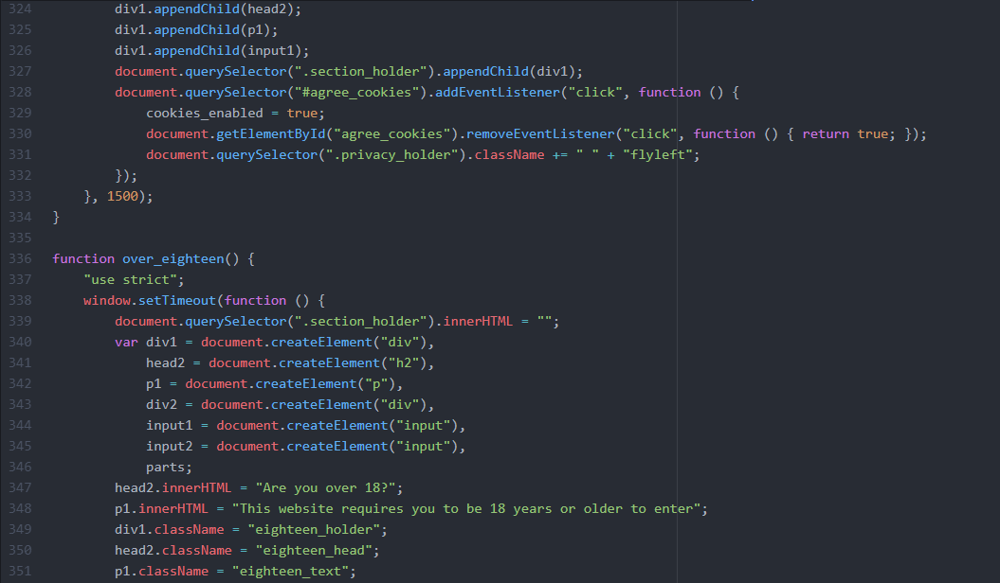 324 div1.appendChild(head2);
325 div1.appendChild(p1);
326 div1.appendChild(input1);
327 document.querySelector(".section_holder").appendChild(div1);
328 document.querySelector("#agree_cookies").addEventListener("click", function () {
329 cookies_enabled = true;
330 document.getElementById("agree_cookies").removeEventListener("click", function () { return true; });
331 document.querySelector(".privacy_holder").className += " " + "flyleft";
332 });
333 }, 1500);
334 }
335
336 function over_eighteen() {
337 "use strict";
338 window.setTimeout(function () {
339 document.querySelector(".section_holder").innerHTML = "";
340 var div1 = document.createElement("div"),
341 head2 = document.createElement("h2"),
342 p1 = document.createElement("p"),
343 div2 = document.createElement("div"),
344 input1 = document.createElement("input"),
345 input2 = document.createElement("input"),
346 parts;
347 head2.innerHTML = "Are you over 18?";
348 p1.innerHTML = "This website requires you to be 18 years or older to enter";
349 div1.className = "eighteen_holder";
350 head2.className = "eighteen_head";
351 p1.className = "eighteen_text";